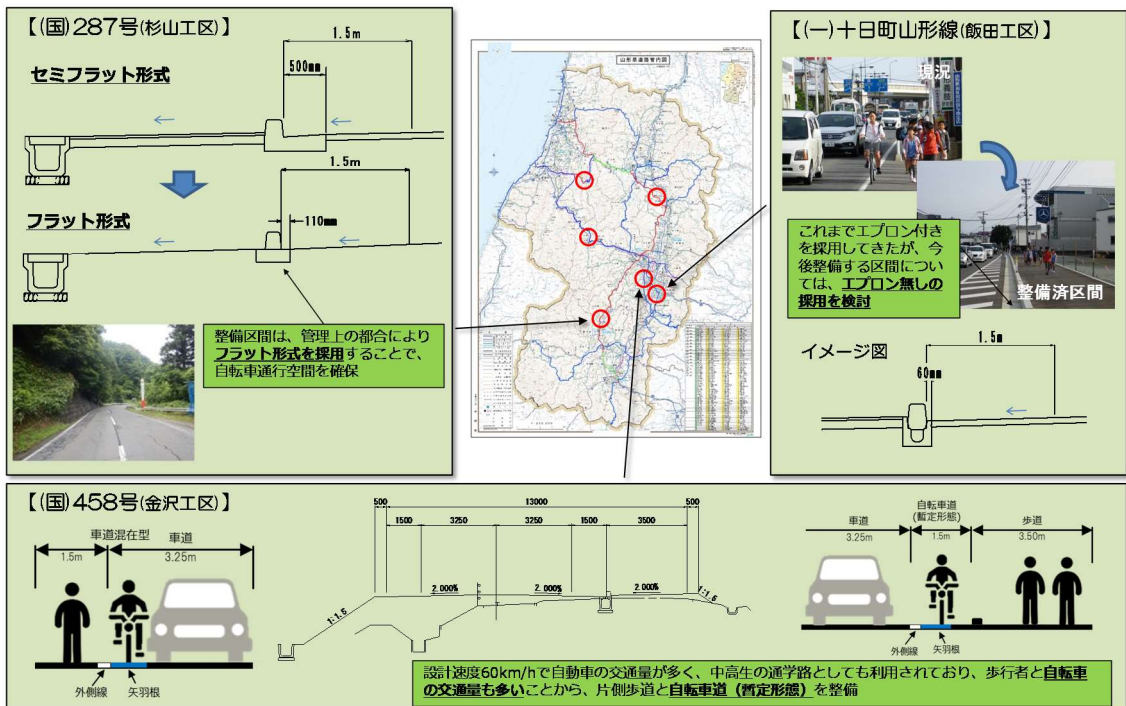 【(国)287号(杉山工区)】
セミフラット形式
1.5m
500mm
1.5m
フラット形式
110mm
整備区間は、管理上の都合により
フラット形式を採用することで、
自転車通行空間を確保
山形県道路管内図
【(一)十日町山形線(飯田工区)】
現況
これまでエプロン付き
を採用してきたが、今
後整備する区間につい
ては、エプロン無しの
採用を検討
整備済区間
イメージ図
1.5m
60mm
【(国)458号(金沢工区)】
車道混在型
車道
1.5m
3.25m
外側線
矢羽根
500
13000
500
1500
3250
3250
1500
3500
2.000%
2.000%
2.000%
1:1.5
1:1.5
車道
3.25m
自転車道
(暫定形態)
1.5m
歩道
3.50m
外側線
矢羽根
設計速度60km/hで自動車の交通量が多く、中高生の通学路としても利用されており、歩行者と自転車
の交通量も多いことから、片側歩道と自転車道（暫定形態）を整備